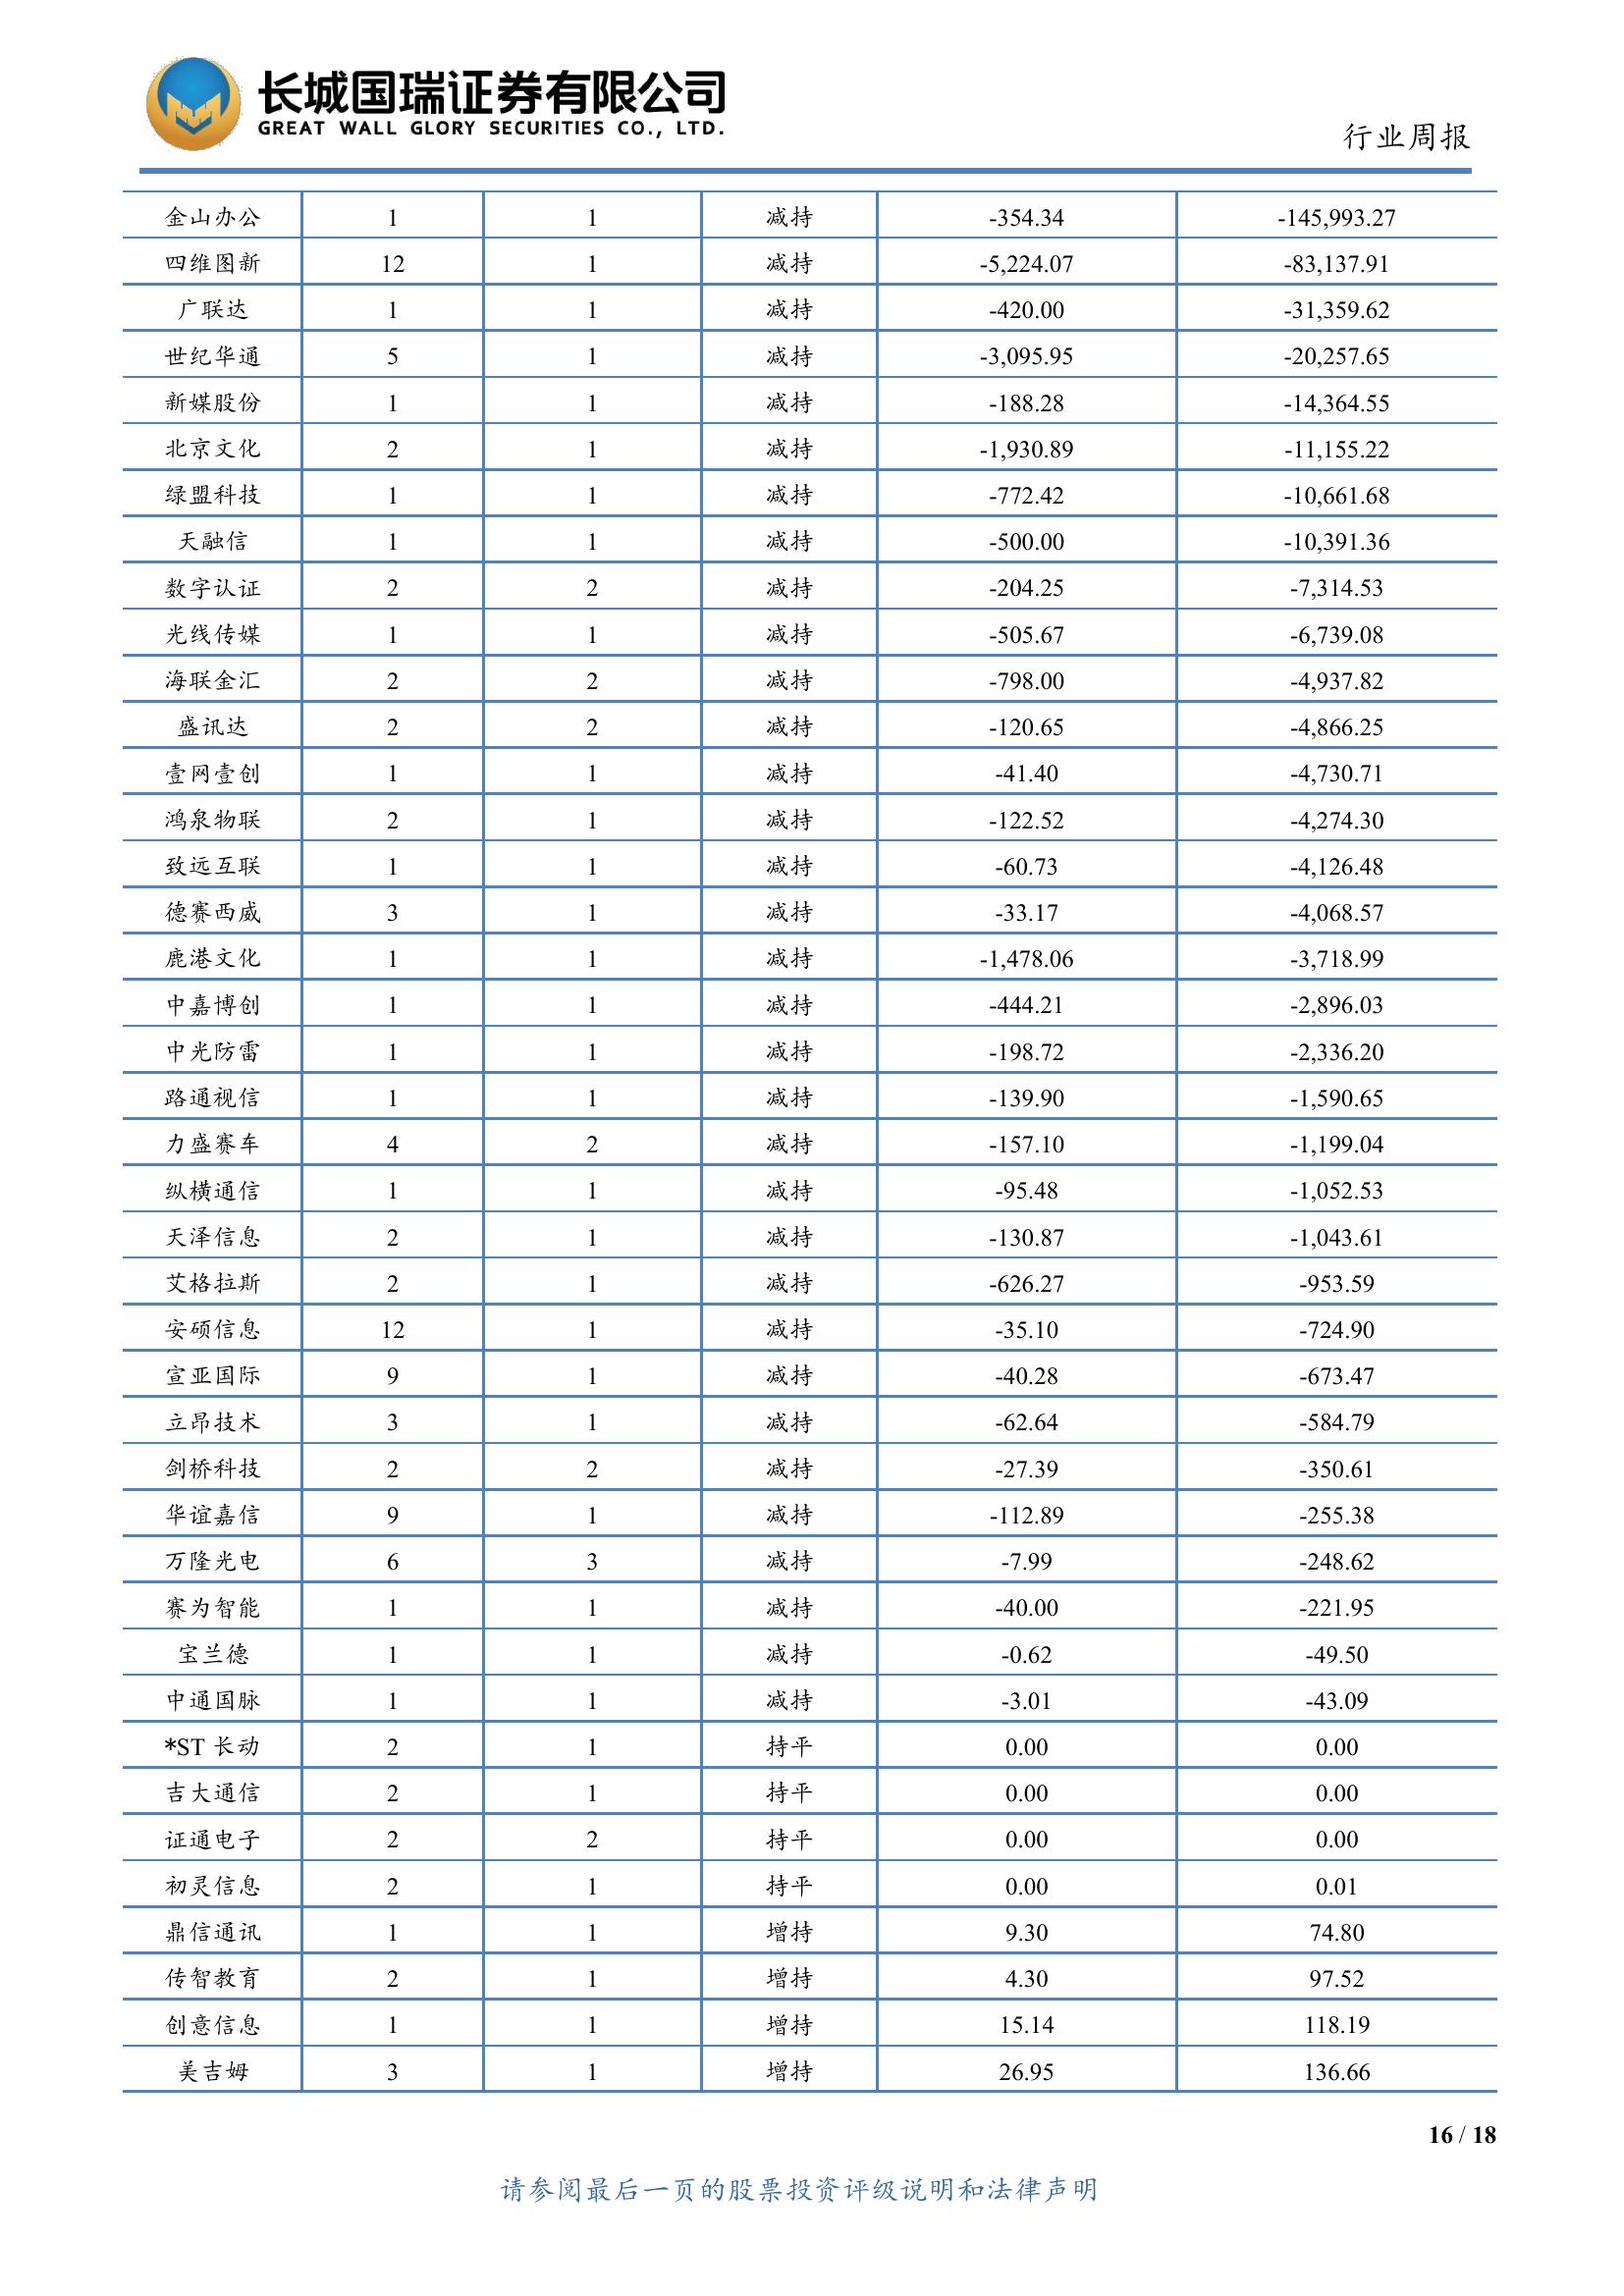 长城国瑞证券有限公司
GREAT WALL GLORY SECURITIES CO., LTD.
行业周报
金山办公 1 1 减持 -354.34 -145,993.27
四维图新 12 1 减持 -5,224.07 -83,137.91
广联达 1 1 减持 -420.00 -31,359.62
世纪华通 5 1 减持 -3,095.95 -20,257.65
新媒股份 1 1 减持 -188.28 -14,364.55
北京文化 2 1 减持 -1,930.89 -11,155.22
绿盟科技 1 1 减持 -772.42 -10,661.68
天融信 1 1 减持 -500.00 -10,391.36
数字认证 2 2 减持 -204.25 -7,314.53
光线传媒 1 1 减持 -505.67 -6,739.08
海联金汇 2 2 减持 -798.00 -4,937.82
盛讯达 2 2 减持 -120.65 -4,866.25
壹网壹创 1 1 减持 -41.40 -4,730.71
鸿泉物联 2 1 减持 -122.52 -4,274.30
致远互联 1 1 减持 -60.73 -4,126.48
德赛西威 3 1 减持 -33.17 -4,068.57
鹿港文化 1 1 减持 -1,478.06 -3,718.99
中嘉博创 1 1 减持 -444.21 -2,896.03
中光防雷 1 1 减持 -198.72 -2,336.20
路通视信 1 1 减持 -139.90 -1,590.65
力盛赛车 4 2 减持 -157.10 -1,199.04
纵横通信 1 1 减持 -95.48 -1,052.53
天泽信息 2 1 减持 -130.87 -1,043.61
艾格拉斯 2 1 减持 -626.27 -953.59
安硕信息 12 1 减持 -35.10 -724.90
宣亚国际 9 1 减持 -40.28 -673.47
立昂技术 3 1 减持 -62.64 -584.79
剑桥科技 2 2 减持 -27.39 -350.61
华谊嘉信 9 1 减持 -112.89 -255.38
万隆光电 6 3 减持 -7.99 -248.62
赛为智能 1 1 减持 -40.00 -221.95
宝兰德 1 1 减持 -0.62 -49.50
中通国脉 1 1 减持 -3.01 -43.09
*ST 长动 2 1 持平 0.00 0.00
吉大通信 2 1 持平 0.00 0.00
证通电子 2 2 持平 0.00 0.00
初灵信息 2 1 持平 0.00 0.01
鼎信通讯 1 1 增持 9.30 74.80
传智教育 2 1 增持 4.30 97.52
创意信息 1 1 增持 15.14 118.19
美吉姆 3 1 增持 26.95 136.66
16 / 18
请参阅最后一页的股票投资评级说明和法律声明